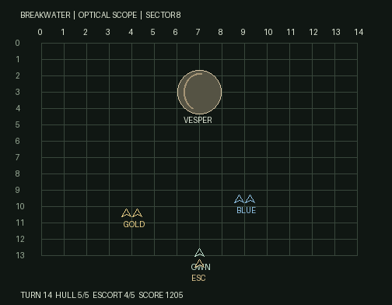 BREAKWATER | OPTICAL SCOPE | SECTOR 8
0 1 2 3 4 5 6 7 8 9 10 11 12 13 14
0
1
2
3
4
VESPER
5
6
7
8
9
10
BLUE
11
GOLD
12
13
OWN
ESC
TURN 14 HULL 5/5 ESCORT 4/5 SCORE 1205